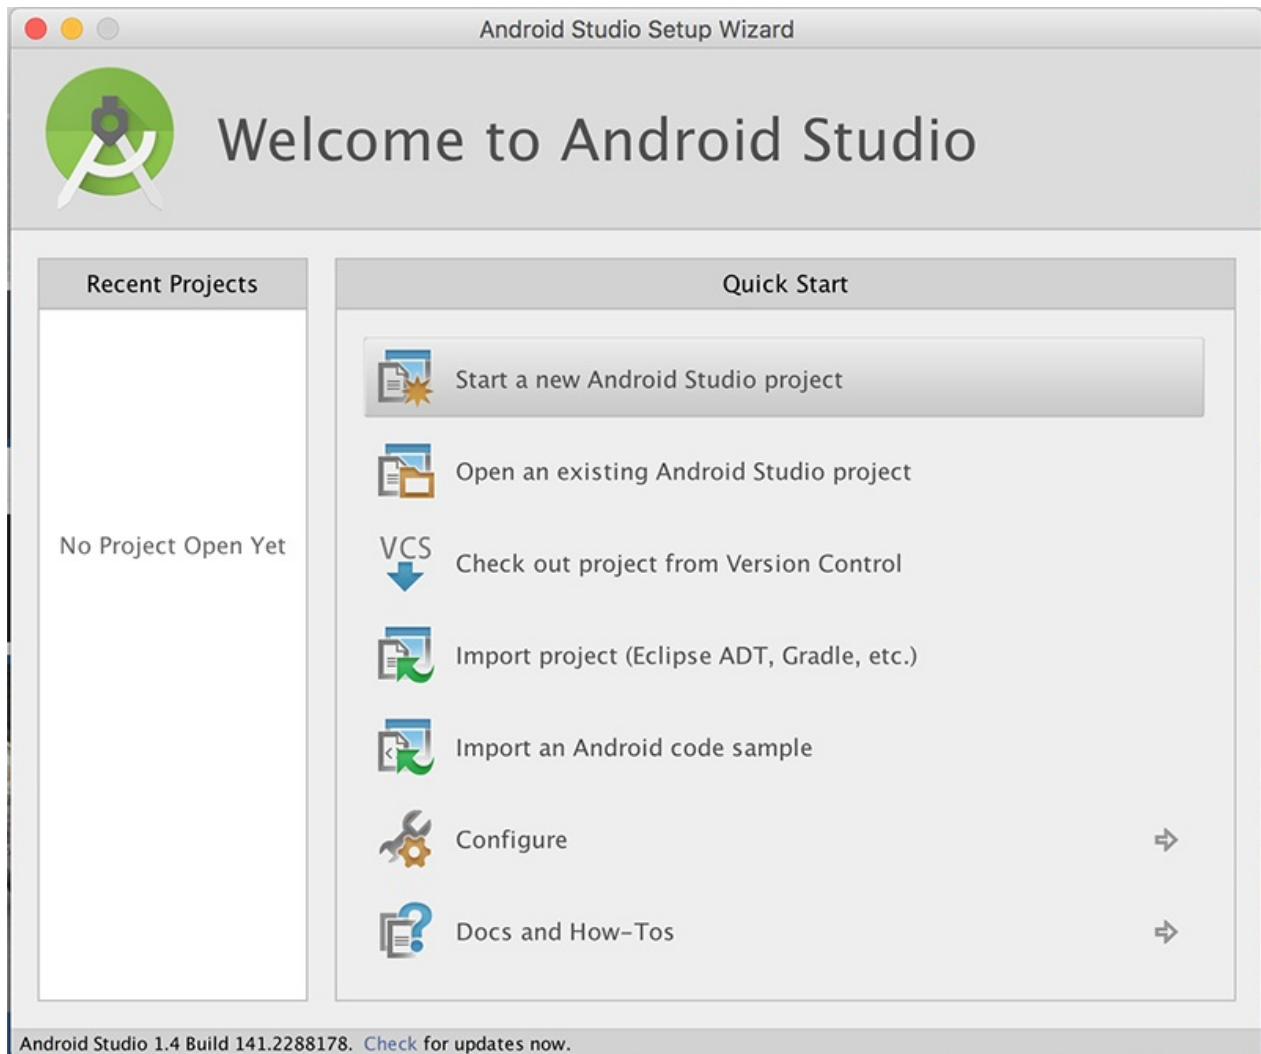 Android Studio Setup Wizard
Welcome to Android Studio
Recent Projects
No Project Open Yet
Quick Start
Start a new Android Studio project
Open an existing Android Studio project
VCS
Check out project from Version Control
Import project (Eclipse ADT, Gradle, etc.)
Import an Android code sample
Configure
Docs and How-Tos
Android Studio 1.4 Build 141.2288178. Check for updates now.